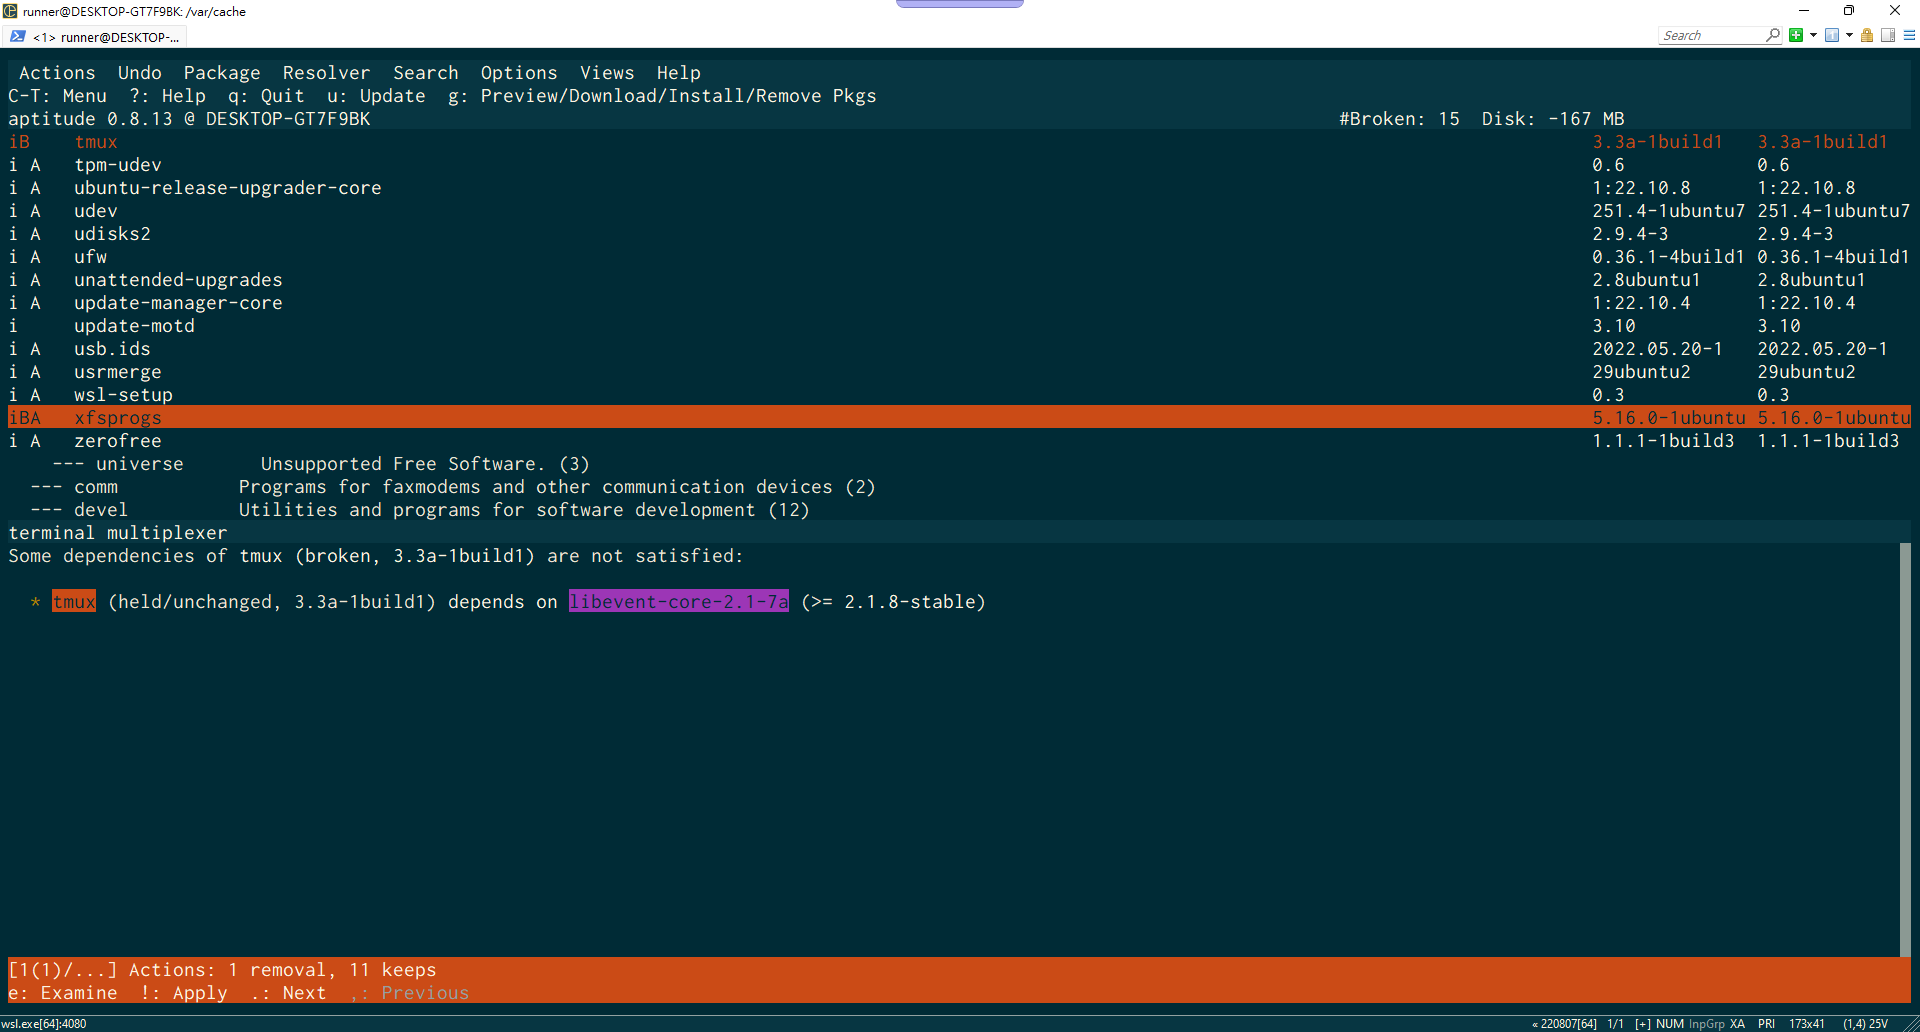 runner@DESKTOP-GT7F9BK: /var/cache
<1> runner@DESKTOP-...
Search
Actions  Undo  Package  Resolver  Search  Options  Views  Help
C-T: Menu  ?: Help  q: Quit  u: Update  g: Preview/Download/Install/Remove Pkgs
aptitude 0.8.13 @ DESKTOP-GT7F9BK  #Broken: 15  Disk: -167 MB
iB    tmux  3.3a-1build1  3.3a-1build1
i A   tpm-udev  0.6  0.6
i A   ubuntu-release-upgrader-core  1:22.10.8  1:22.10.8
i A   udev  251.4-1ubuntu7  251.4-1ubuntu7
i A   udisks2  2.9.4-3  2.9.4-3
i A   ufw  0.36.1-4build1  0.36.1-4build1
i A   unattended-upgrades  2.8ubuntu1  2.8ubuntu1
i A   update-manager-core  1:22.10.4  1:22.10.4
i     update-motd  3.10  3.10
i A   usb.ids  2022.05.20-1  2022.05.20-1
i A   usrmerge  29ubuntu2  29ubuntu2
i A   wsl-setup  0.3  0.3
iBA   xfsprogs  5.16.0-1ubuntu  5.16.0-1ubuntu
i A   zerofree  1.1.1-1build3  1.1.1-1build3
--- universe  Unsupported Free Software. (3)
--- comm  Programs for faxmodems and other communication devices (2)
--- devel  Utilities and programs for software development (12)
terminal multiplexer
Some dependencies of tmux (broken, 3.3a-1build1) are not satisfied:
* tmux (held/unchanged, 3.3a-1build1) depends on libevent-core-2.1-7a (>= 2.1.8-stable)
[1(1)/...] Actions: 1 removal, 11 keeps
e: Examine  !: Apply  .: Next  ,: Previous
wsl.exe[64]:4080  « 220807[64]  1/1  [+] NUM InpGrp XA  PRI  173x41  (1,4) 25V